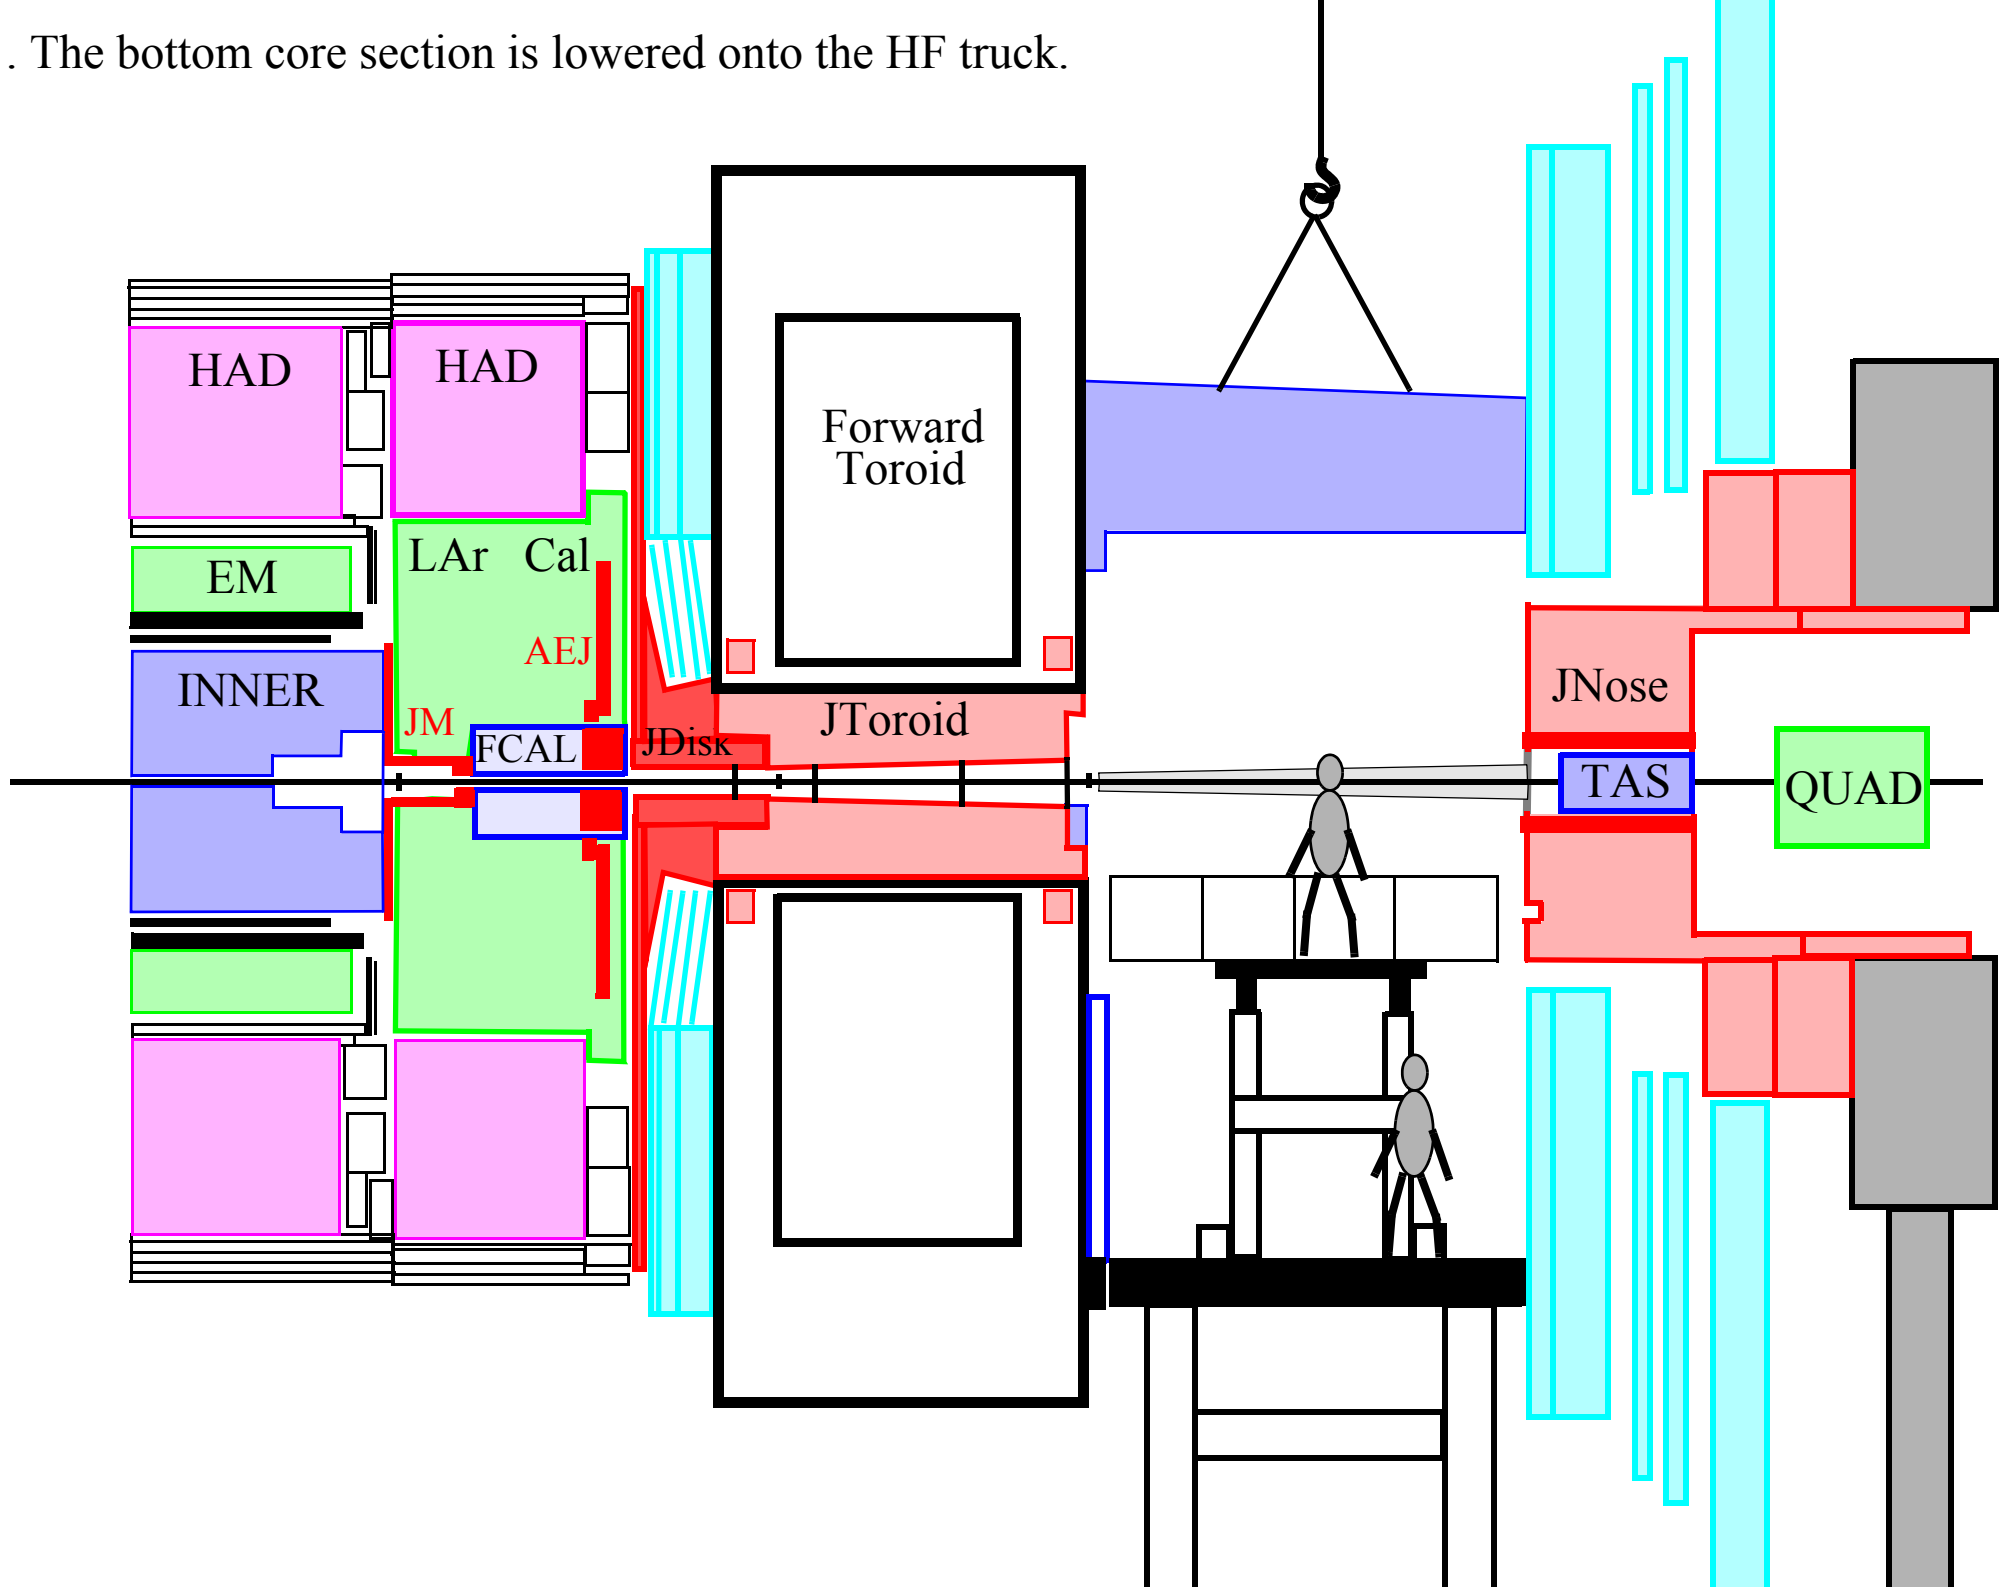 . The bottom core section is lowered onto the HF truck.
HAD
HAD
Forward
Toroid
LAr Cal
EM
AEJ
INNER
JM
FCAL
JDisk
JToroid
JNose
TAS
QUAD